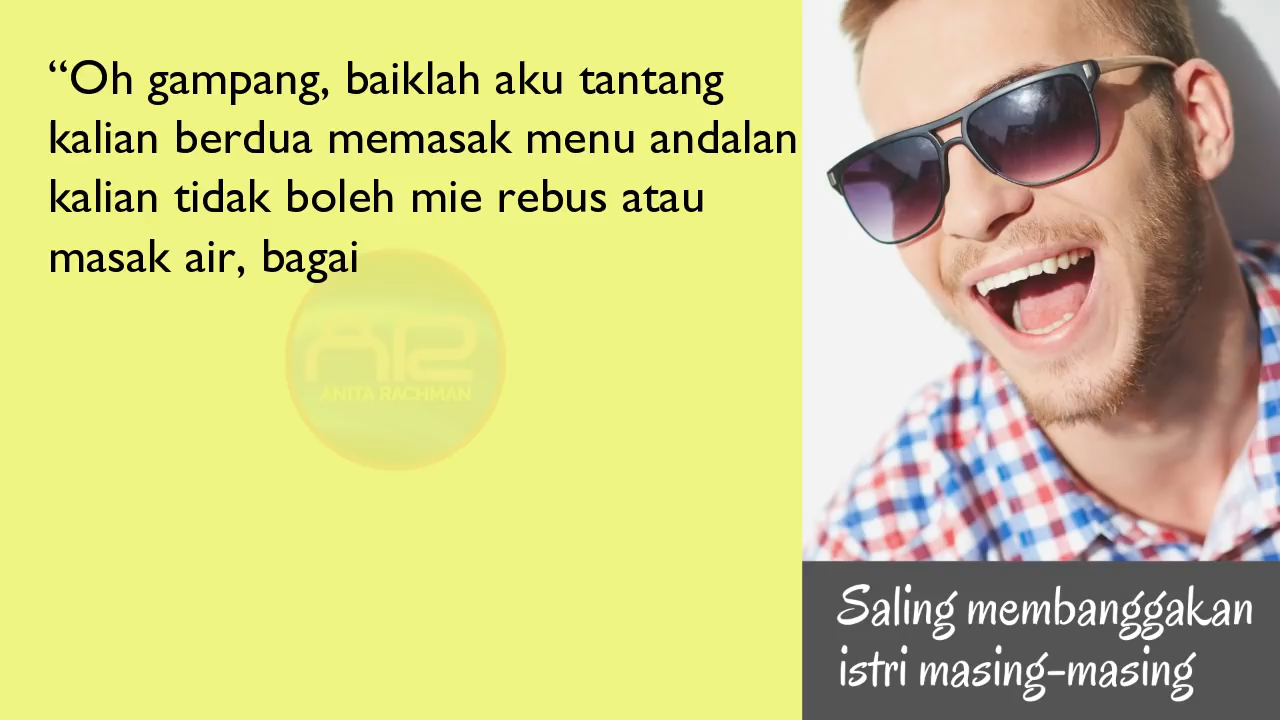 “Oh gampang, baiklah aku tantang
kalian berdua memasak menu andalan
kalian tidak boleh mie rebus atau
masak air, bagai
AR
ANITA RACHMAN
Saling membanggakan
istri masing-masing